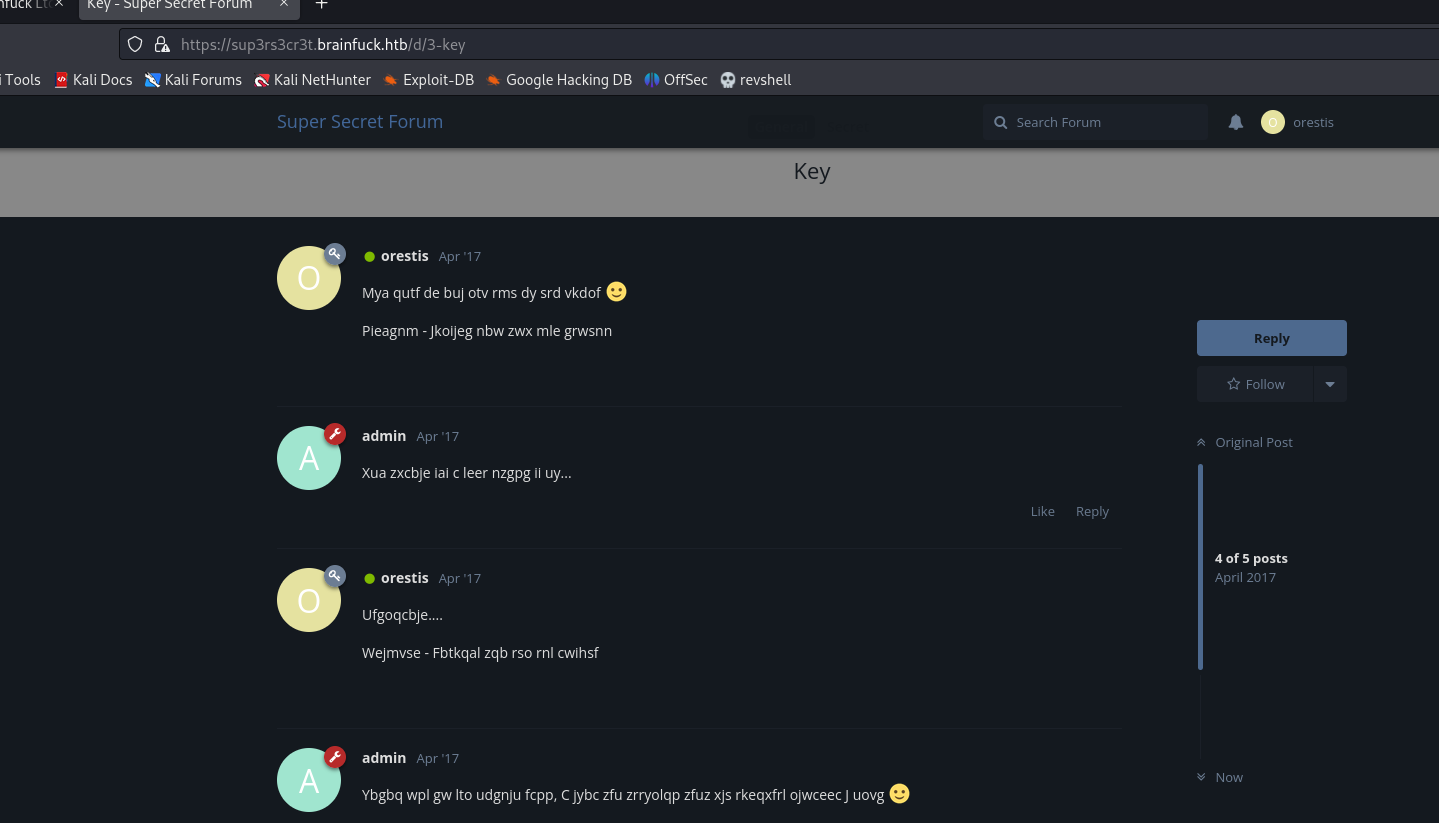 Key - Super Secret Forum
https://sup3rs3cr3t.brainfuck.htb/d/3-key
Tools Kali Docs Kali Forums Kali NetHunter Exploit-DB Google Hacking DB OffSec revshell
Super Secret Forum Search Forum O orestis
Key
O orestis Apr '17
Mya qutf de buj otv rms dy srd vkdof
Pieagnm - Jkoijeg nbw zwx mle grwsnn
Reply
Follow
A admin Apr '17
Original Post
Xua zxcbje iai c leer nzgpg ii uy...
Like Reply
4 of 5 posts
April 2017
O orestis Apr '17
Ufgoqcbje....
Wejmvse - Fbtkqal zqb rso rnl cwihsf
A admin Apr '17
Now
Ybgbq wpl gw lto udgnju fcpp, C jybc zfu zrryolqp zfuz xjs rkeqxfrl ojwceec J uovg